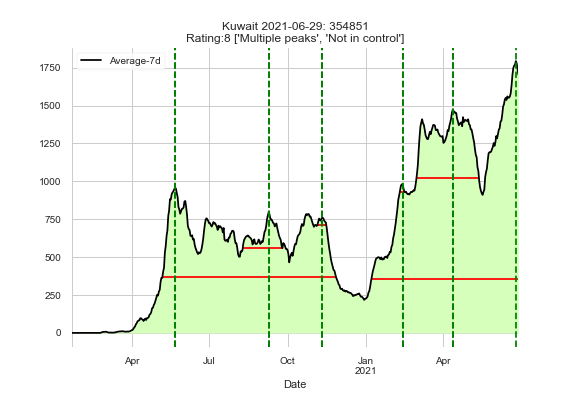 Kuwait 2021-06-29: 354851
Rating:8 ['Multiple peaks', 'Not in control']
Average-7d
1750
1500
1250
1000
750
500
250
0
Apr
Jul
Oct
Jan
2021
Apr
Date